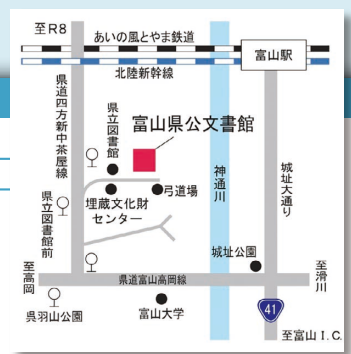 至R8
あいの風とやま鉄道
富山駅
北陸新幹線
県道四方新中茶屋線
県立図書館
富山県公文書館
神通川
城址大通り
弓道場
埋蔵文化財
センター
県立図書館前
城址公園
至高岡
県道富山高岡線
至滑川
呉羽山公園
富山大学
41
至富山I.C.